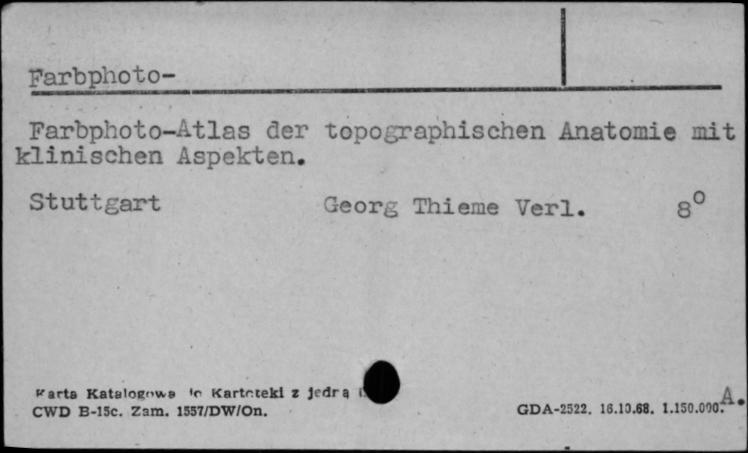 Farbphoto-
Farbphoto-Atlas der topographischen Anatomie mit
klinischen Aspekten.
Stuttgart Georg Thieme Verl. 8⁰
Karta Katalogowa do Kartoteki z jedrą
CWD B-15c. Zam. 1557/DW/On. GDA-2522. 16.10.68. 1.150.000. A.